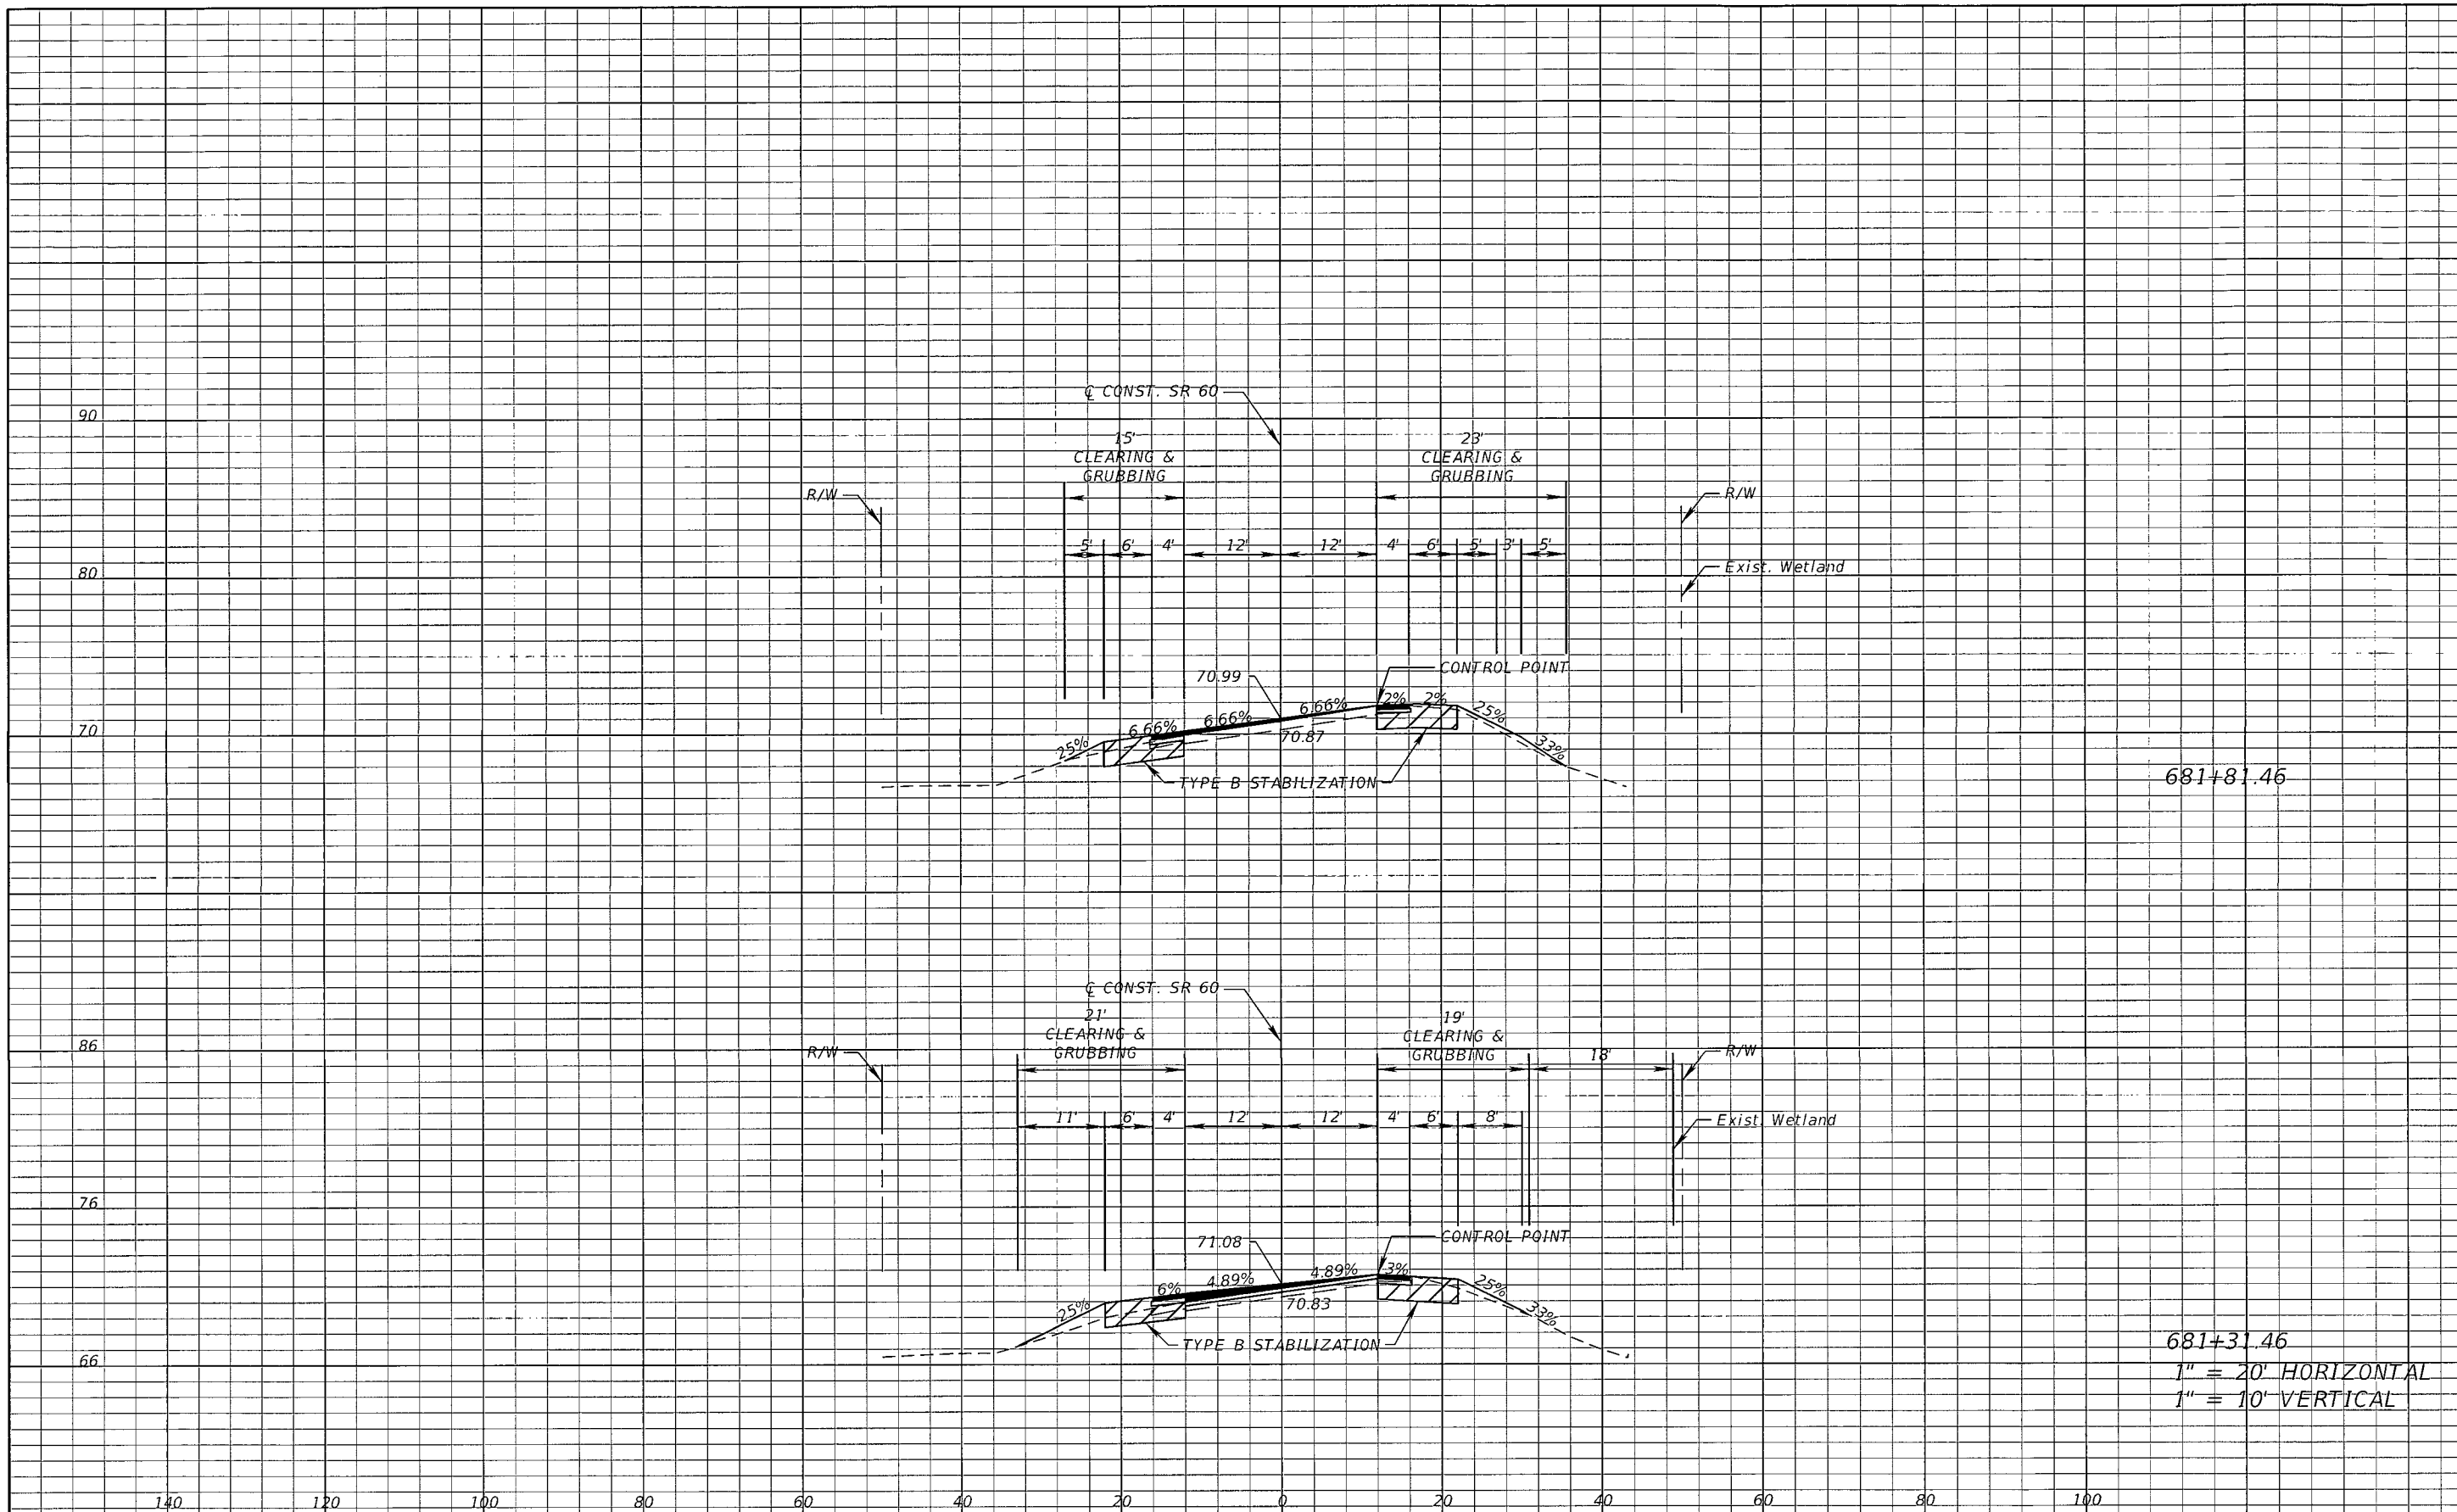 ℄ CONST. SR 60
90
15'
CLEARING &
GRUBBING
23'
CLEARING &
GRUBBING
R/W
R/W
5' 6' 4' 12' 12' 4' 6' 5' 3' 5'
80
Exist. Wetland
CONTROL POINT
70.99
2% 2%
6.66% 25%
6.66%
6.66%
70
70.87
25%
33%
TYPE B STABILIZATION
681+81.46
℄ CONST. SR 60
21'
CLEARING &
GRUBBING
19'
CLEARING &
GRUBBING
18'
86
R/W
R/W
11' 6' 4' 12' 12' 4' 6' 8'
Exist. Wetland
76
CONTROL POINT
71.08
6% 4.89% 4.89% 3% 25%
25%
70.83
33%
TYPE B STABILIZATION
66
681+31.46
1" = 20' HORIZONTAL
1" = 10' VERTICAL
140 120 100 80 60 40 20 0 20 40 60 80 100